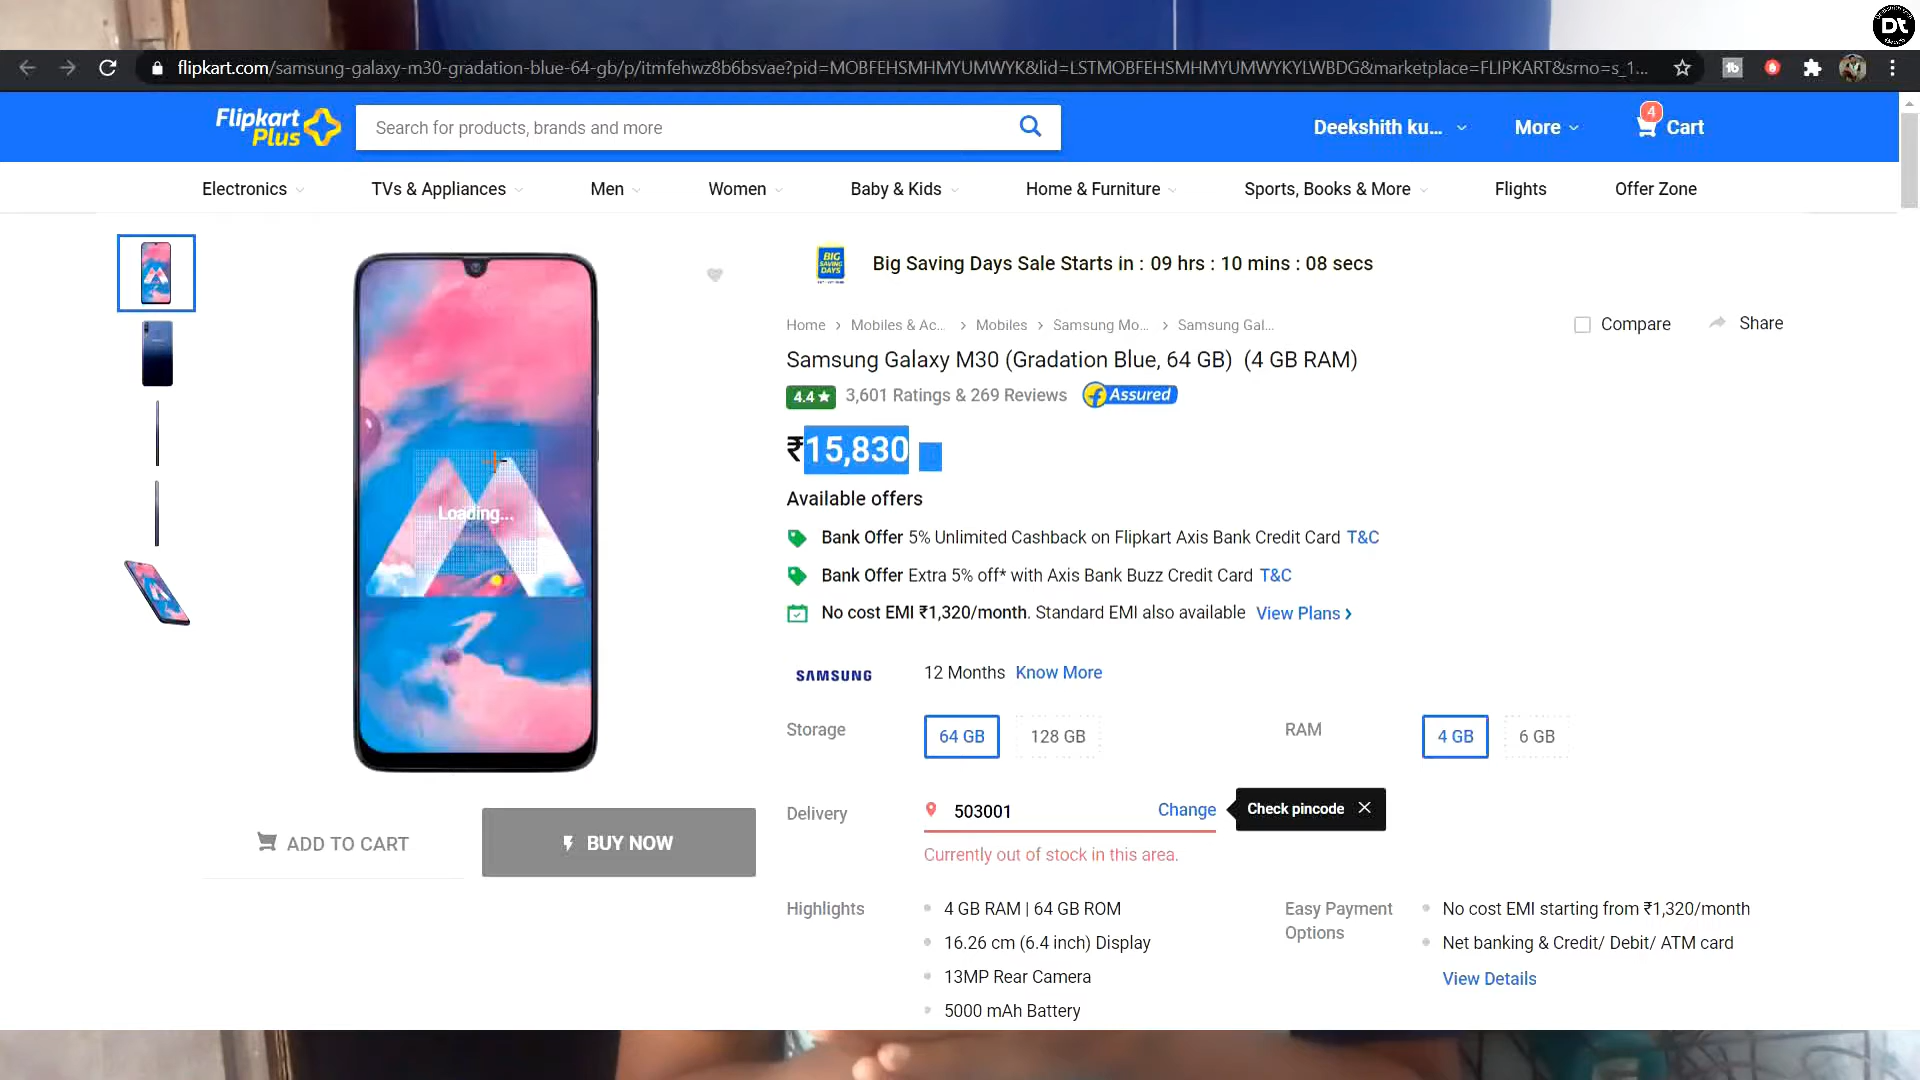 Dt
flipkart.com/samsung-galaxy-m30-gradation-blue-64-gb/p/itmfehwz8b6bsvae?pid=MOBFEHSMHMYUMWYK&lid=LSTMOBFEHSMHMYUMWYKYLWBDG&marketplace=FLIPKART&srno=s_1...
Flipkart
Plus
Search for products, brands and more
Deekshith ku...
More
4
Cart
Electronics
TVs & Appliances
Men
Women
Baby & Kids
Home & Furniture
Sports, Books & More
Flights
Offer Zone
BIG
SAVING
DAYS
Big Saving Days Sale Starts in : 09 hrs : 10 mins : 08 secs
Home › Mobiles & Ac... › Mobiles › Samsung Mo... › Samsung Gal...
Compare
Share
Samsung Galaxy M30 (Gradation Blue, 64 GB) (4 GB RAM)
4.4 ★ 3,601 Ratings & 269 Reviews
Assured
₹15,830
Loading...
Available offers
Bank Offer 5% Unlimited Cashback on Flipkart Axis Bank Credit Card T&C
Bank Offer Extra 5% off* with Axis Bank Buzz Credit Card T&C
No cost EMI ₹1,320/month. Standard EMI also available View Plans ›
SAMSUNG
12 Months Know More
Storage
64 GB
128 GB
RAM
4 GB
6 GB
Delivery
503001
Change
Check pincode ✕
Currently out of stock in this area.
ADD TO CART
BUY NOW
Highlights
4 GB RAM | 64 GB ROM
16.26 cm (6.4 inch) Display
13MP Rear Camera
5000 mAh Battery
Easy Payment
Options
No cost EMI starting from ₹1,320/month
Net banking & Credit/ Debit/ ATM card
View Details